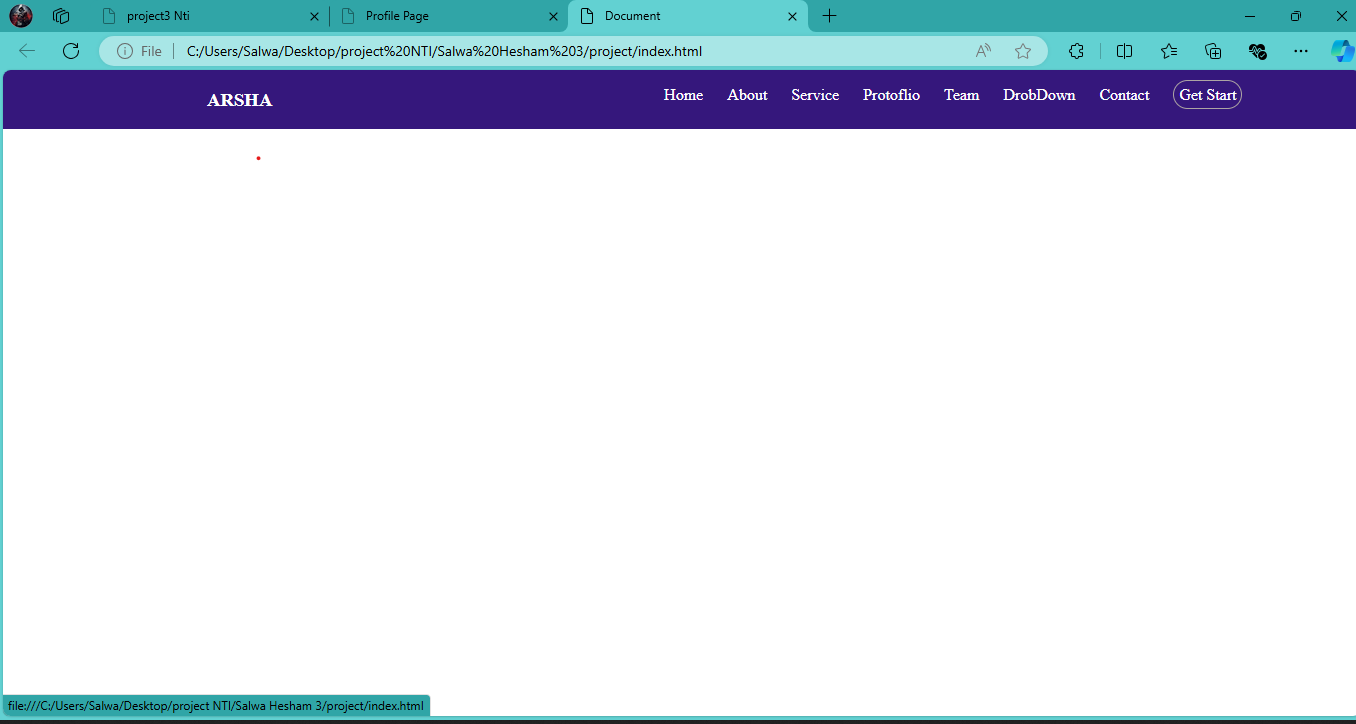 project3 Nti
Profile Page
Document
File
C:/Users/Salwa/Desktop/project%20NTI/Salwa%20Hesham%203/project/index.html
ARSHA
Home
About
Service
Protoflio
Team
DrobDown
Contact
Get Start
file:///C:/Users/Salwa/Desktop/project NTI/Salwa Hesham 3/project/index.html